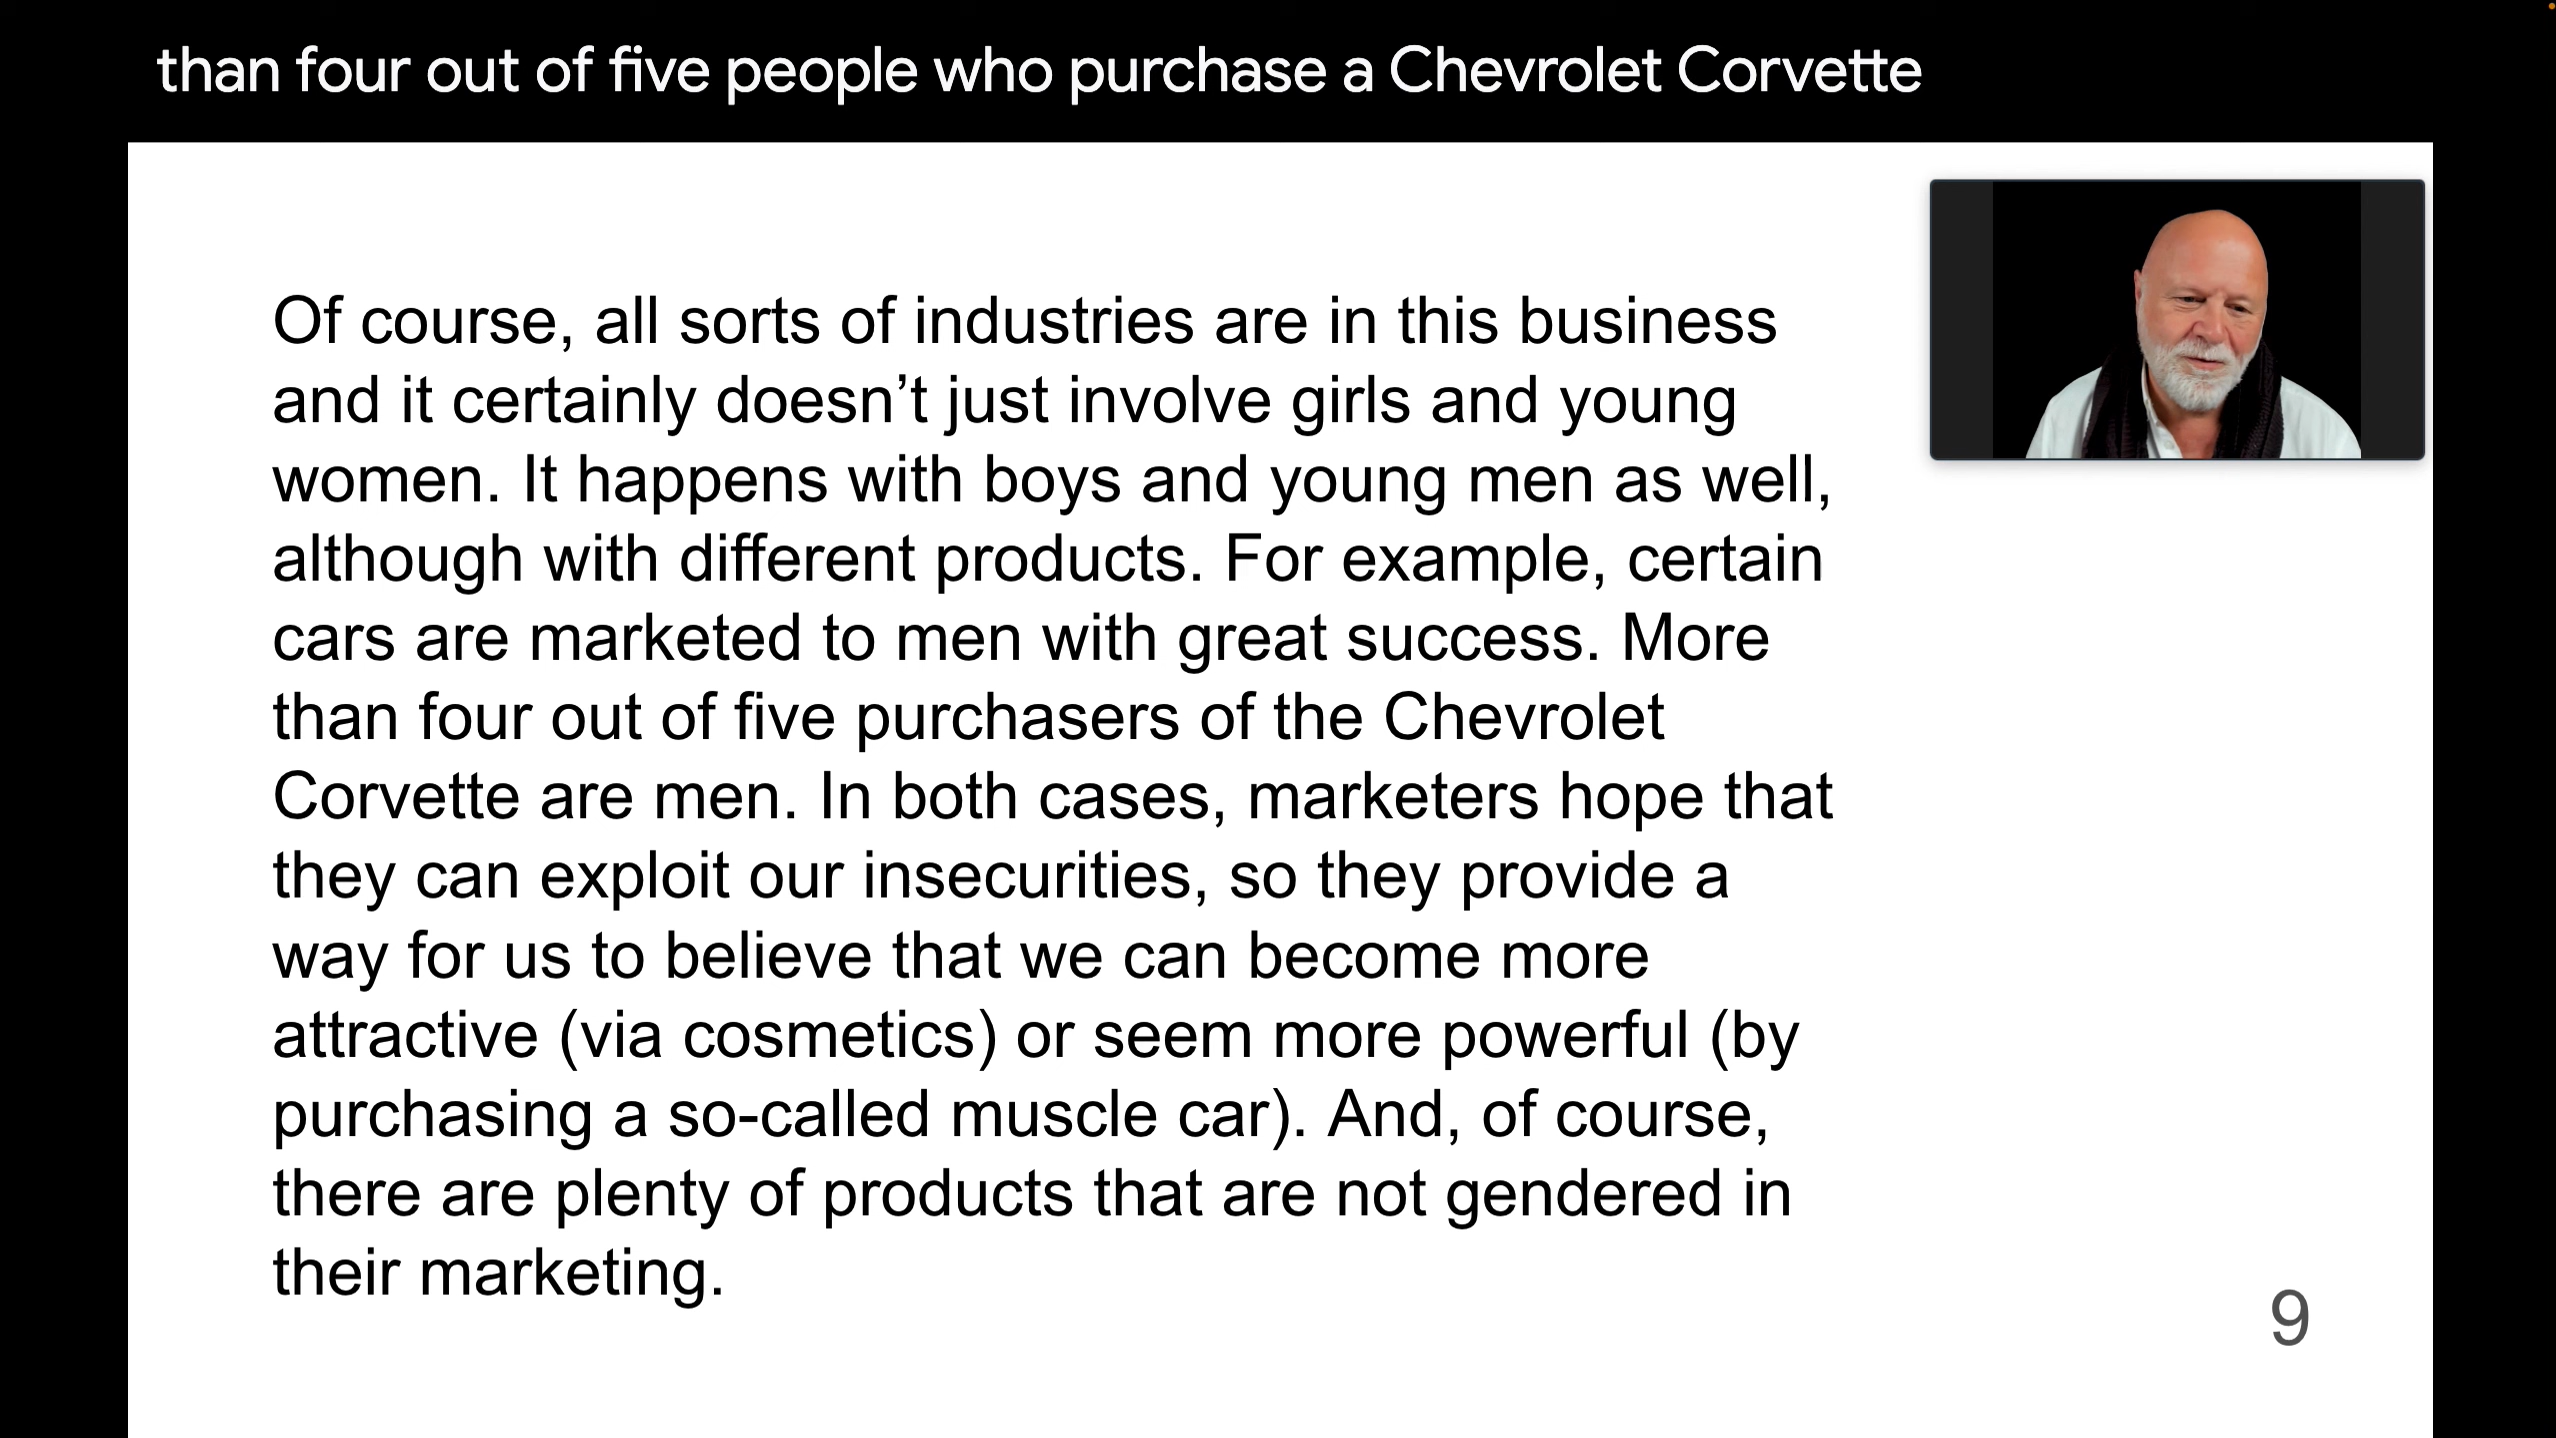 than four out of five people who purchase a Chevrolet Corvette
Of course, all sorts of industries are in this business
and it certainly doesn’t just involve girls and young
women. It happens with boys and young men as well,
although with different products. For example, certain
cars are marketed to men with great success. More
than four out of five purchasers of the Chevrolet
Corvette are men. In both cases, marketers hope that
they can exploit our insecurities, so they provide a
way for us to believe that we can become more
attractive (via cosmetics) or seem more powerful (by
purchasing a so-called muscle car). And, of course,
there are plenty of products that are not gendered in
their marketing.
9